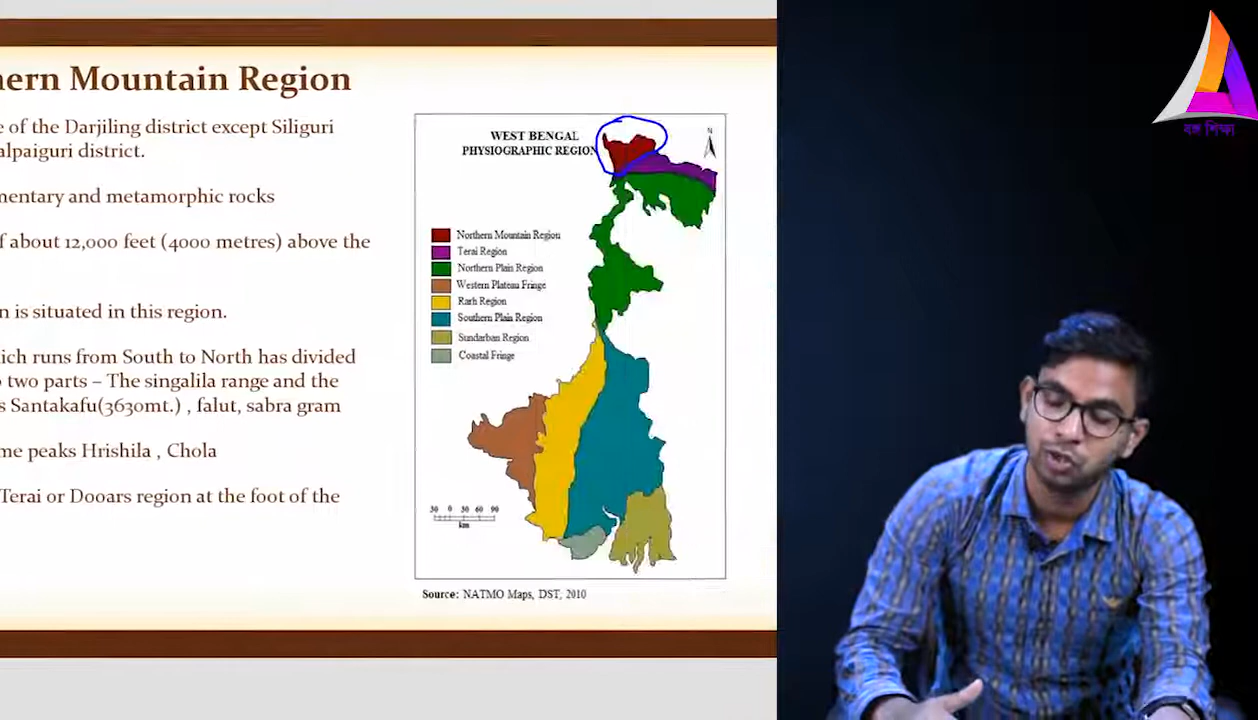 ern Mountain Region
e of the Darjiling district except Siliguri
alpaiguri district.
mentary and metamorphic rocks
f about 12,000 feet (4000 metres) above the
n is situated in this region.
ich runs from South to North has divided
two parts – The singalila range and the
s Santakafu(3630mt.) , falut, sabra gram
me peaks Hrishila , Chola
Terai or Dooars region at the foot of the
WEST BENGAL
PHYSIOGRAPHIC REGION
N
Northern Mountain Region
Terai Region
Northern Plain Region
Western Plateau Fringe
Rarh Region
Southern Plain Region
Sundarban Region
Coastal Fringe
30 0 30 60 90
km
Source: NATMO Maps, DST, 2010
বঙ্গ শিক্ষা